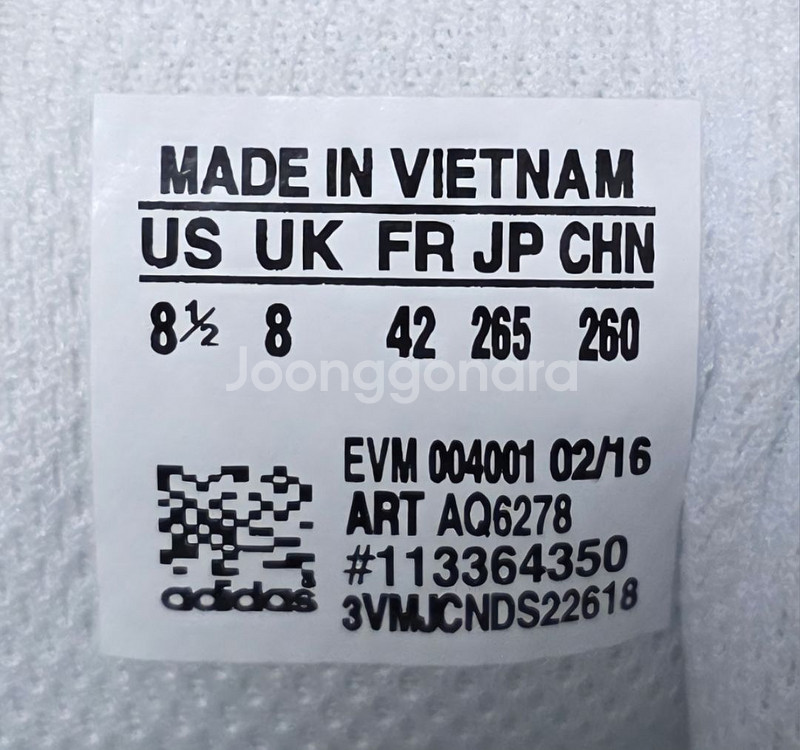 MADE IN VIETNAM
US UK FR JP CHN
8½ 8 42 265 260
Joonggonara
EVM 004001 02/16
ART AQ6278
#113364350
adidas
3VMJCNDS22618